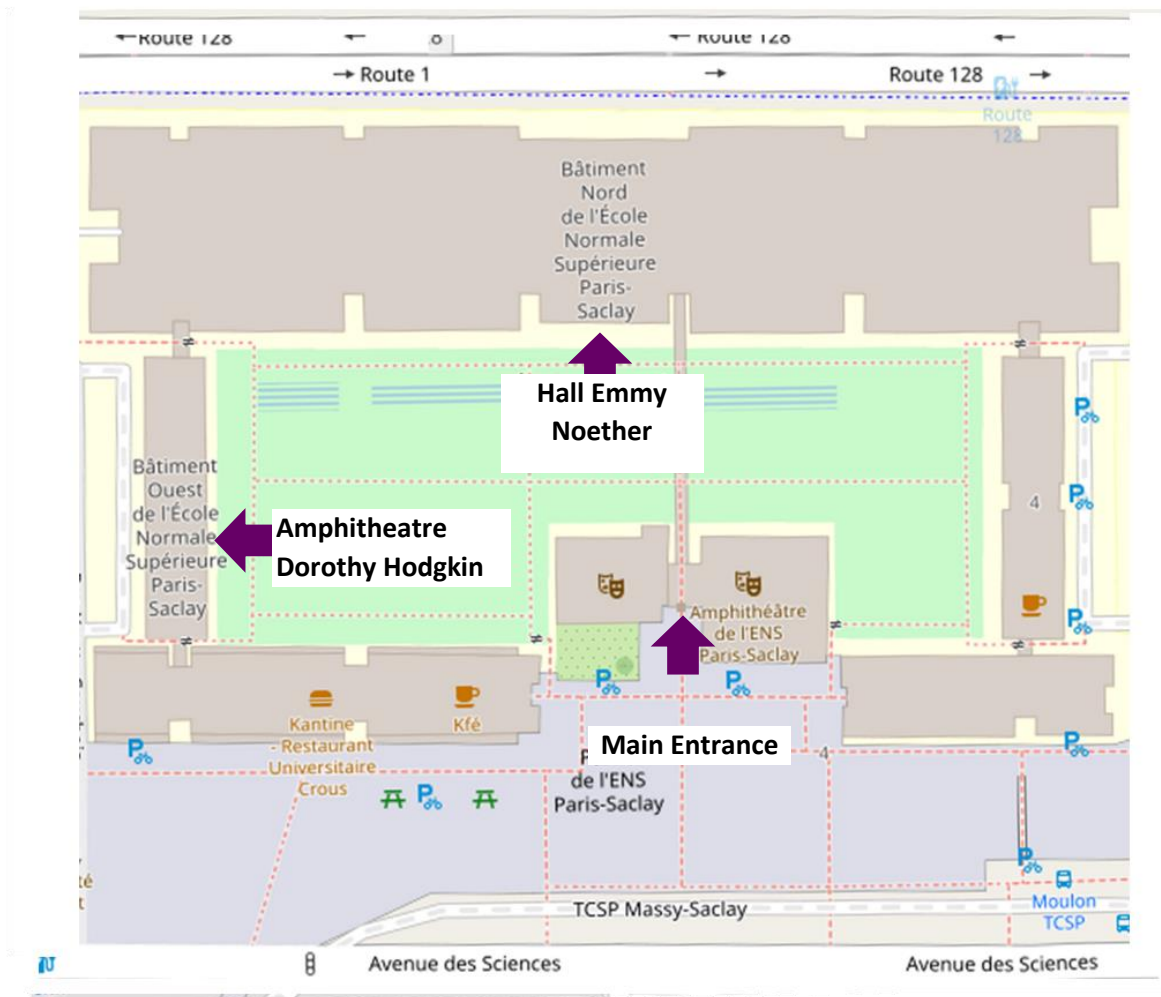 Route 128
8
Route 128
Route 1
Route 128
Route
128
Bâtiment
Nord
de l'École
Normale
Supérieure
Paris-
Saclay
Hall Emmy
Noether
Bâtiment
Ouest
de l'École
Normale
Supérieure
Paris-
Saclay
Amphitheatre
Dorothy Hodgkin
4
Amphithéâtre
de l'ENS
Paris-Saclay
P
P
P
P
P
Kantine
- Restaurant
Universitaire
Crous
Kfé
Main Entrance
4
P
P
de l'ENS
Paris-Saclay
P
P
P
té
t
TCSP Massy-Saclay
Moulon
TCSP
Avenue des Sciences
Avenue des Sciences